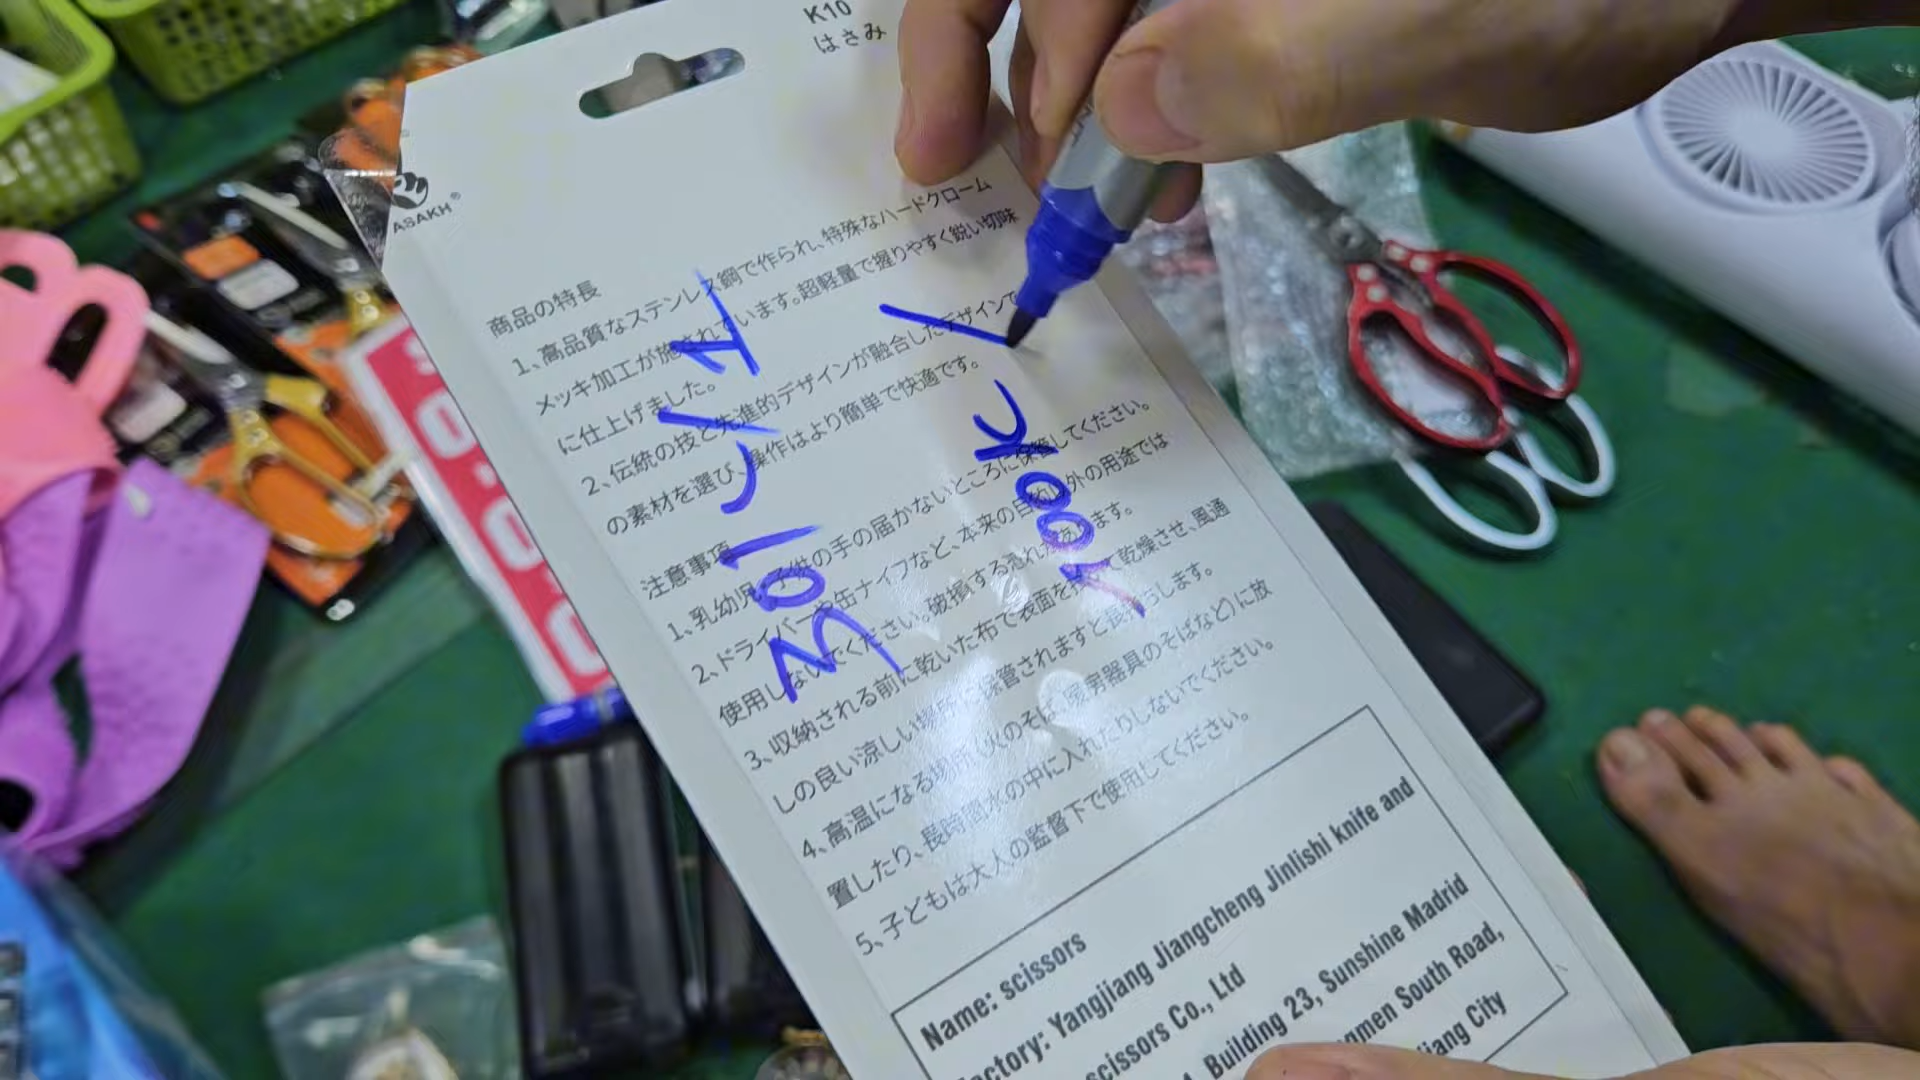 K10
はさみ
ASAKH®
商品の特長
1、高品質なステンレス鋼で作られ、特殊なハードクローム
メッキ加工が施されています。超軽量で握りやすく鋭い切味
に仕上げました。
2、伝統の技と先進的デザインが融合したデザインで
の素材を選び、操作はより簡単で快適です。
注意事項
1、乳幼児・子供の手の届かないところに保管してください。
2、ドライバーや缶ナイフなど、本来の目的以外の用途では
使用しないでください。破損する恐れがあります。
3、収納される前に乾いた布で表面を拭いて乾燥させ、風通
しの良い涼しい場所に保管されますと長持ちします。
4、高温になる場所(火のそば、暖房器具のそばなど)に放
置したり、長時間水の中に入れたりしないでください。
5、子どもは大人の監督下で使用してください。
Name: scissors
actory: Yangjiang Jiangcheng Jinlishi knife and
scissors Co., Ltd
Building 23, Sunshine Madrid
South Road,
City